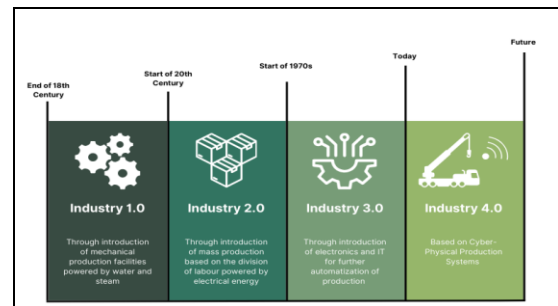 End of 18th
Century
Start of 20th
Century
Start of 1970s
Today
Future
Industry 1.0
Through introduction
of mechanical
production facilities
powered by water and
steam
Industry 2.0
Through introduction
of mass production
based on the division
of labour powered by
electrical energy
Industry 3.0
Through introduction
of electronics and IT
for further
automatization of
production
Industry 4.0
Based on Cyber-
Physical Production
Systems